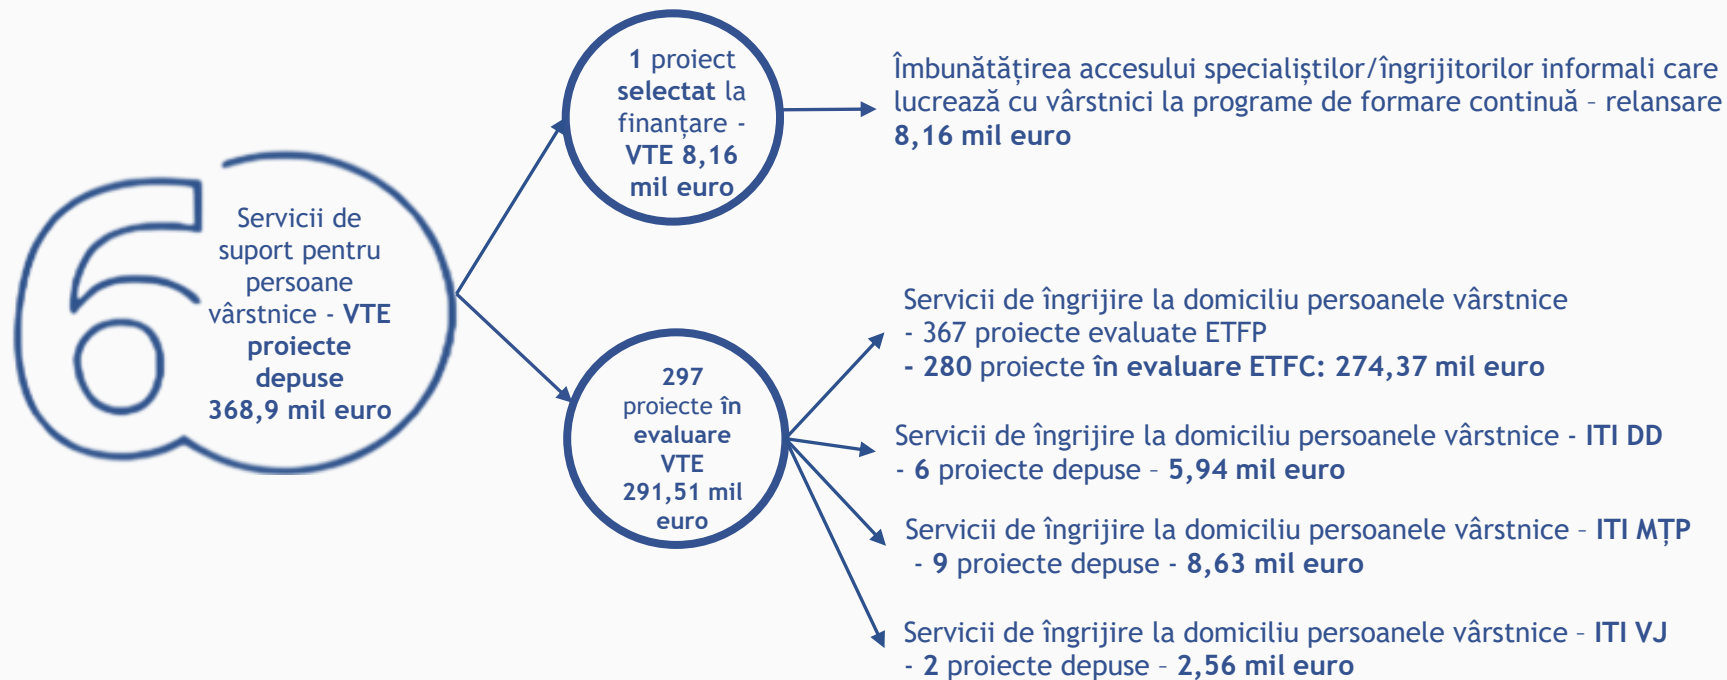 6
Servicii de
suport pentru
persoane
vârstnice - VTE
proiecte
depuse
368,9 mil euro
1 proiect
selectat la
finanțare -
VTE 8,16
mil euro
Îmbunătățirea accesului specialiștilor/îngrijitorilor informali care
lucrează cu vârstnici la programe de formare continuă – relansare
8,16 mil euro
297
proiecte în
evaluare
VTE
291,51 mil
euro
Servicii de îngrijire la domiciliu persoanele vârstnice
- 367 proiecte evaluate ETFP
- 280 proiecte în evaluare ETFC: 274,37 mil euro
Servicii de îngrijire la domiciliu persoanele vârstnice - ITI DD
- 6 proiecte depuse – 5,94 mil euro
Servicii de îngrijire la domiciliu persoanele vârstnice – ITI MȚP
- 9 proiecte depuse - 8,63 mil euro
Servicii de îngrijire la domiciliu persoanele vârstnice – ITI VJ
- 2 proiecte depuse – 2,56 mil euro